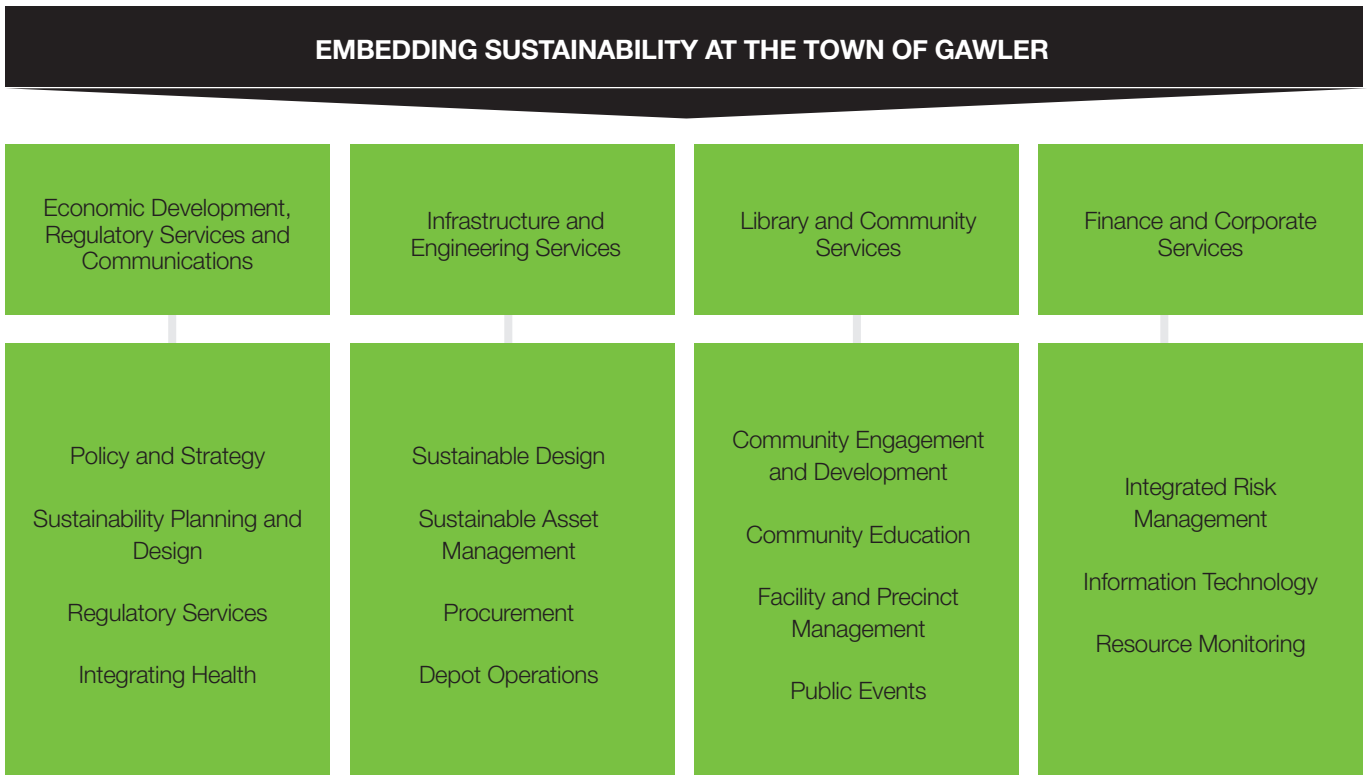 EMBEDDING SUSTAINABILITY AT THE TOWN OF GAWLER
Economic Development,
Regulatory Services and
Communications
Infrastructure and
Engineering Services
Library and Community
Services
Finance and Corporate
Services
Policy and Strategy
Sustainability Planning and
Design
Regulatory Services
Integrating Health
Sustainable Design
Sustainable Asset
Management
Procurement
Depot Operations
Community Engagement
and Development
Community Education
Facility and Precinct
Management
Public Events
Integrated Risk
Management
Information Technology
Resource Monitoring